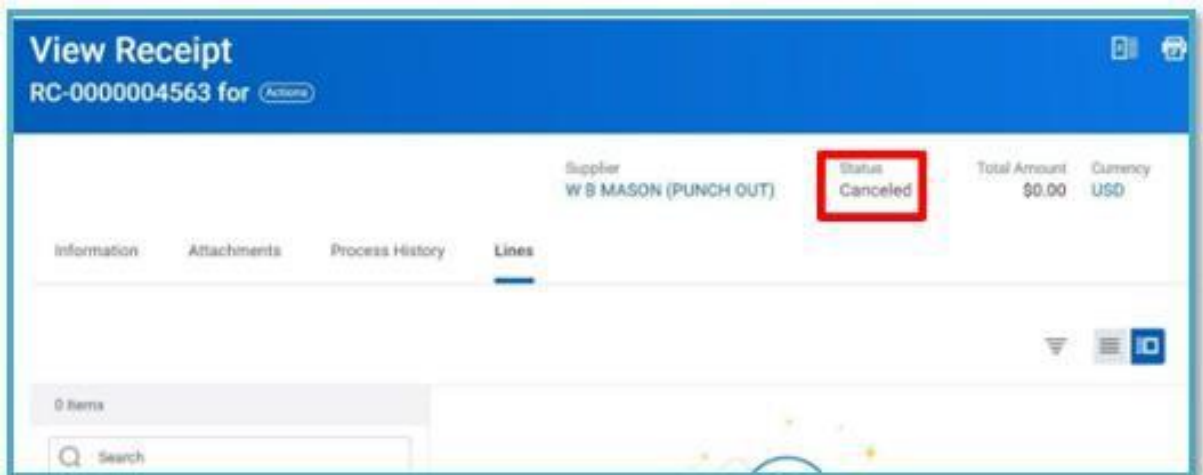 View Receipt
RC-0000004563 for Actions
Supplier Status Total Amount Currency
W B MASON (PUNCH OUT) Canceled $0.00 USD
Information Attachments Process History Lines
0 items
Search